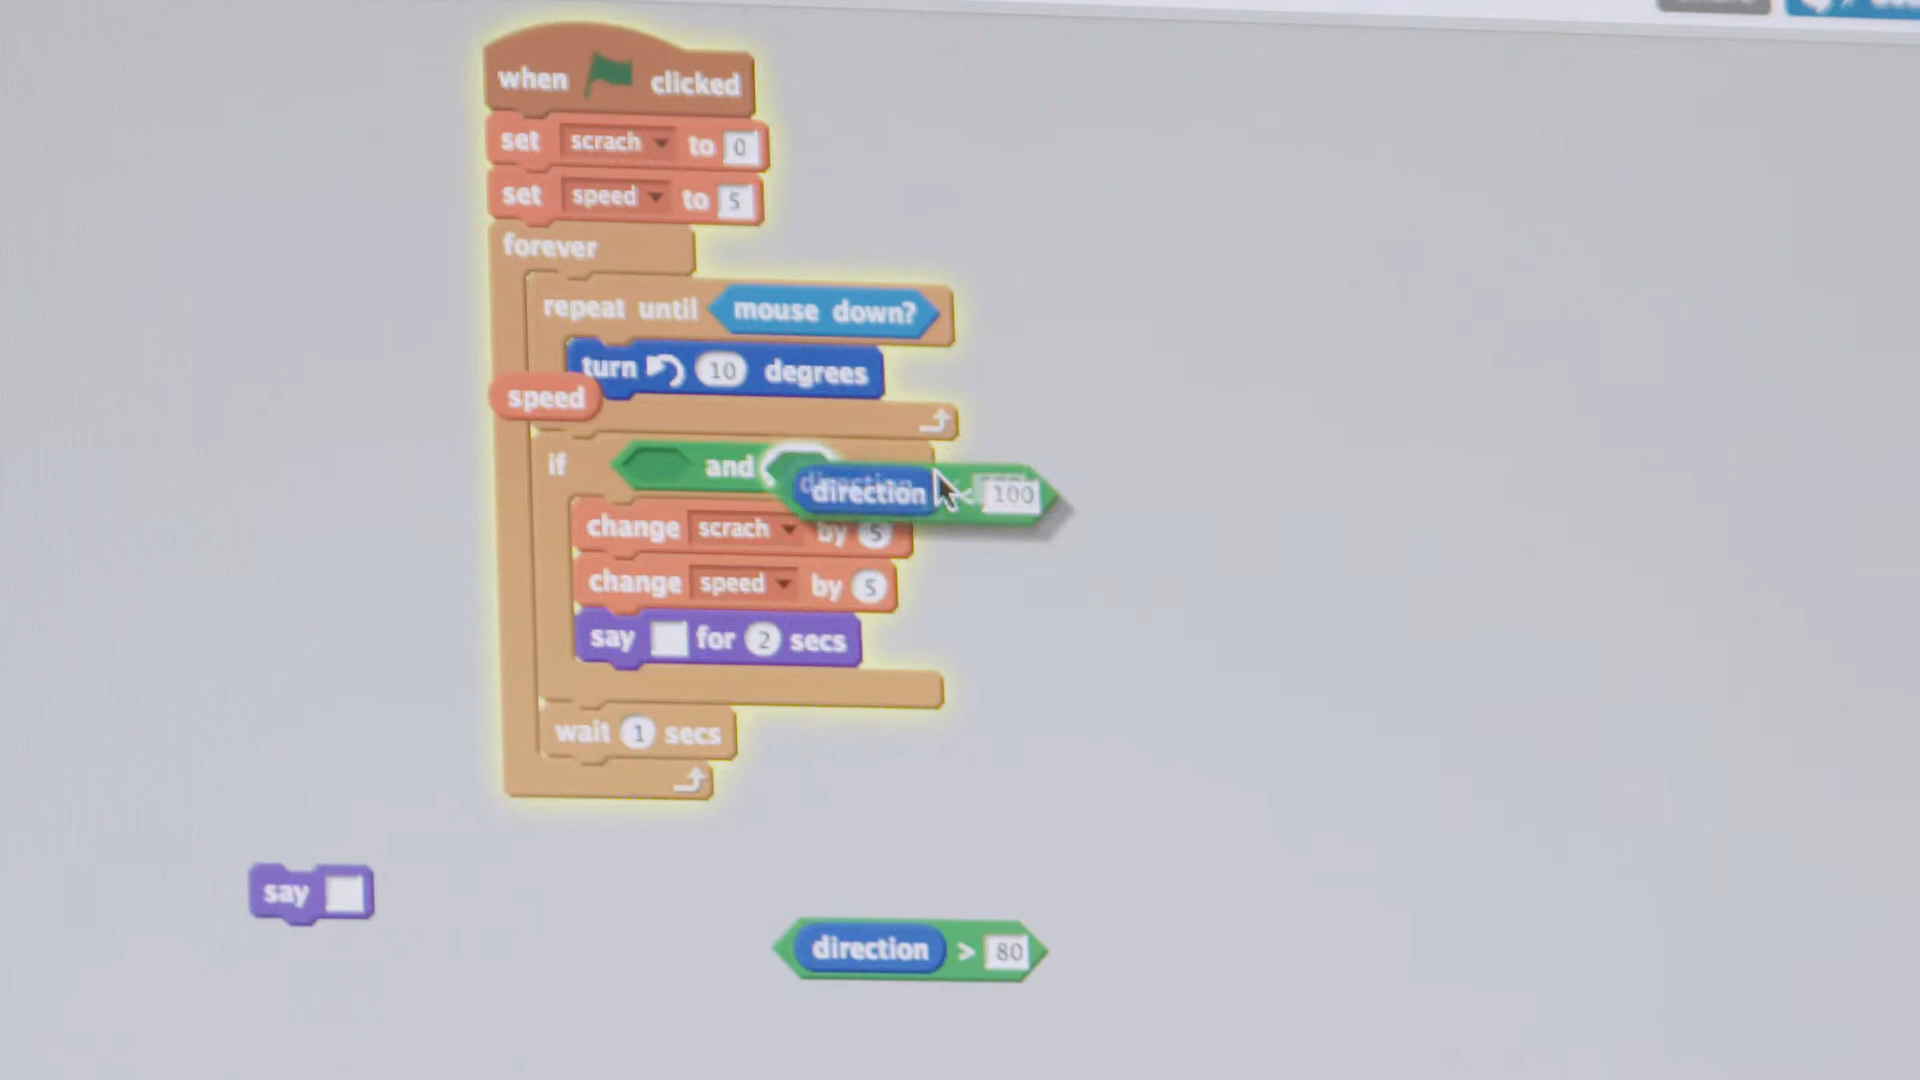 when clicked
set scrach to 0
set speed to 5
forever
repeat until mouse down?
turn 10 degrees
speed
if and direction < 100
change scrach by 5
change speed by 5
say for 2 secs
wait 1 secs
say
direction > 80